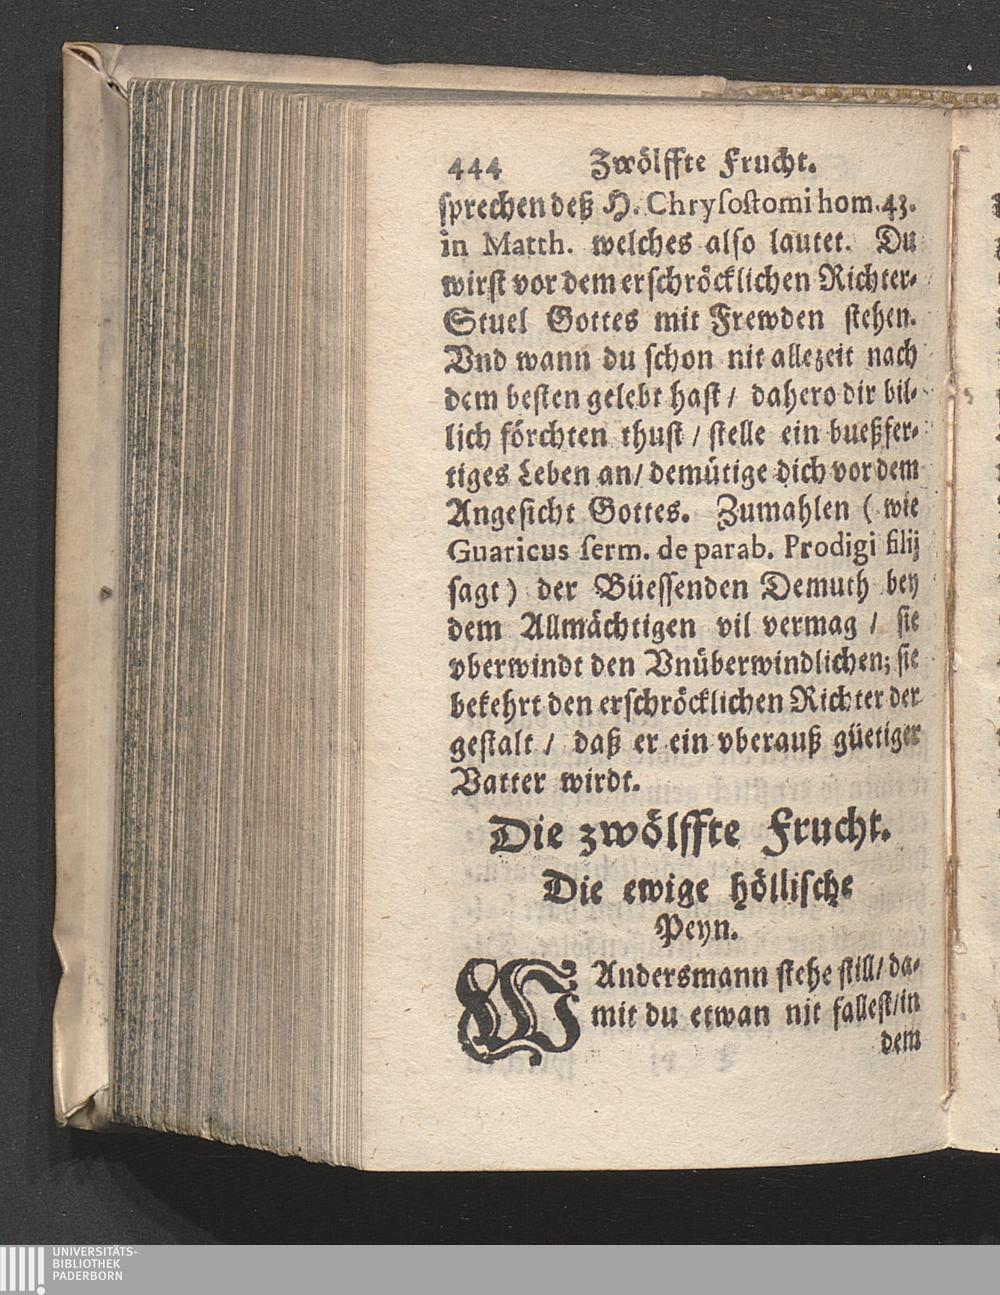 444 Zwölffte Frucht.
sprechen deß H. Chrysostomi hom. 43.
in Matth. welches also lautet. Du
wirst vor dem erschröcklichen Richter-
Stuel Gottes mit Frewden stehen.
Vnd wann du schon nit allezeit nach
dem besten gelebt hast / dahero dir bil-
lich förchten thust / stelle ein bueßfer-
tiges Leben an / demütige dich vor dem
Angesicht Gottes. Zumahlen ( wie
Guaricus serm. de parab. Prodigi filij
sagt ) der Büessenden Demuth bey
dem Allmächtigen vil vermag / sie
vberwindt den Vnüberwindlichen; sie
bekehrt den erschröcklichen Richter der
gestalt / daß er ein vberauß güetiger
Vatter wirdt.
Die zwölffte Frucht.
Die ewige höllische
Peyn.
WAndersmann stehe still / da-
mit du etwan nit fallest / in
dem
UNIVERSITÄTS-
BIBLIOTHEK
PADERBORN